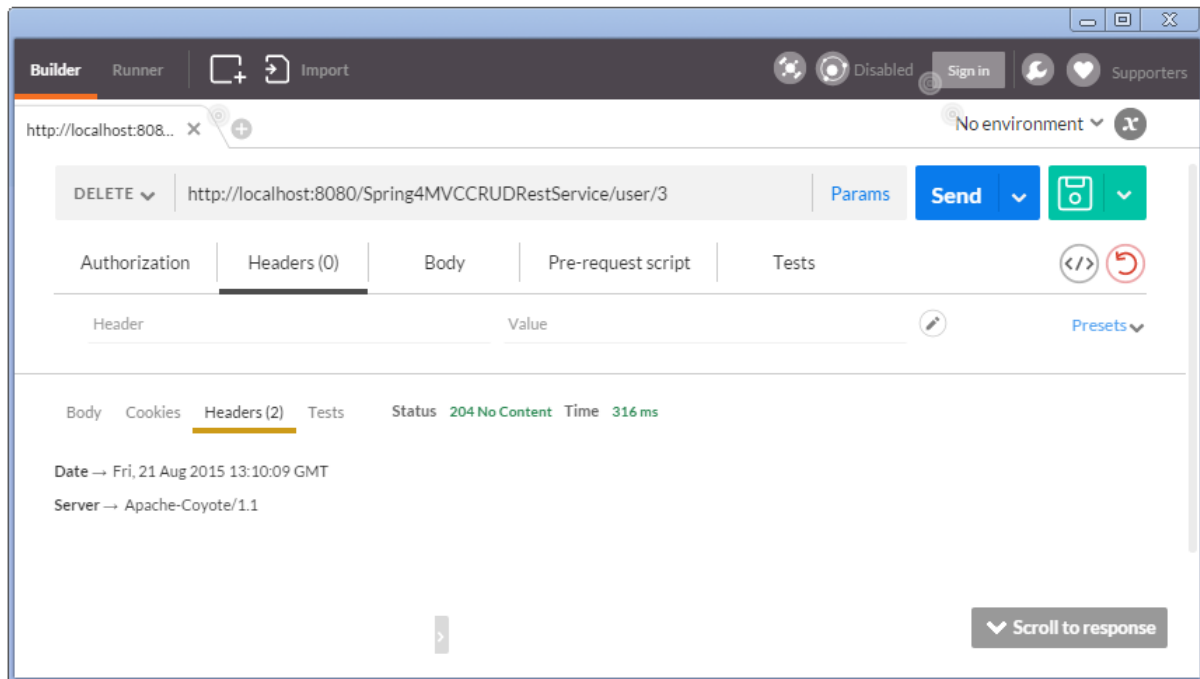 Builder Runner Import Disabled Sign in Supporters
http://localhost:808... No environment x
DELETE http://localhost:8080/Spring4MVCCRUDRestService/user/3 Params Send
Authorization Headers (0) Body Pre-request script Tests </>
Header Value Presets
Body Cookies Headers (2) Tests Status 204 No Content Time 316 ms
Date → Fri, 21 Aug 2015 13:10:09 GMT
Server → Apache-Coyote/1.1
Scroll to response